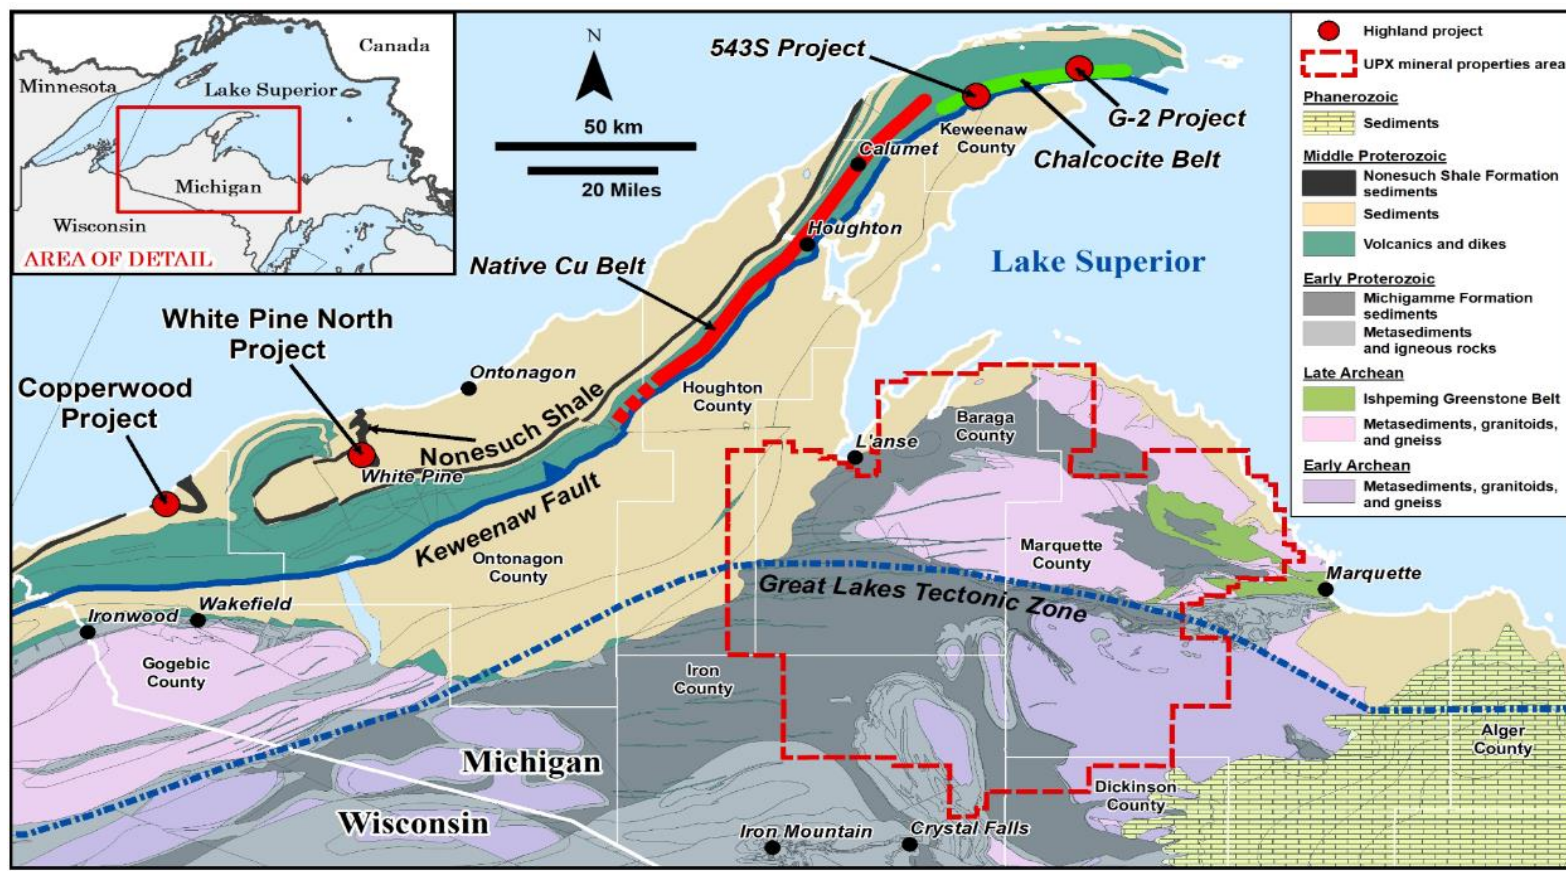 Canada
Minnesota
Lake Superior
Michigan
Wisconsin
AREA OF DETAIL
N
50 km
20 Miles
543S Project
G-2 Project
Keweenaw
County
Chalcocite Belt
Calumet
Houghton
Native Cu Belt
Lake Superior
White Pine North
Project
Copperwood
Project
Ontonagon
Nonesuch Shale
White Pine
Houghton
County
Baraga
County
L'anse
Keweenaw Fault
Ontonagon
County
Marquette
County
Marquette
Great Lakes Tectonic Zone
Ironwood
Wakefield
Gogebic
County
Iron
County
Michigan
Wisconsin
Dickinson
County
Alger
County
Iron Mountain
Crystal Falls
Highland project
UPX mineral properties area
Phanerozoic
Sediments
Middle Proterozoic
Nonesuch Shale Formation
sediments
Sediments
Volcanics and dikes
Early Proterozoic
Michigamme Formation
sediments
Metasediments
and igneous rocks
Late Archean
Ishpeming Greenstone Belt
Metasediments, granitoids,
and gneiss
Early Archean
Metasediments, granitoids,
and gneiss